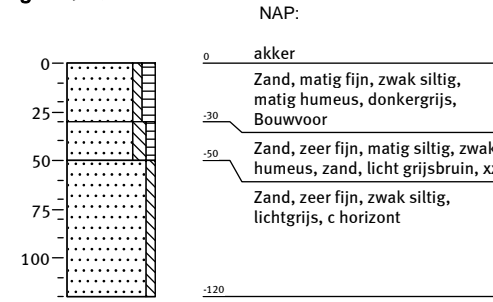 NAP:
0
25
50
75
100
0 akker
Zand, matig fijn, zwak siltig,
matig humeus, donkergrijs,
-30 Bouwvoor
-50 Zand, zeer fijn, matig siltig, zwak
humeus, zand, licht grijsbruin,
Zand, zeer fijn, zwak siltig,
lichtgrijs, c horizont
-120